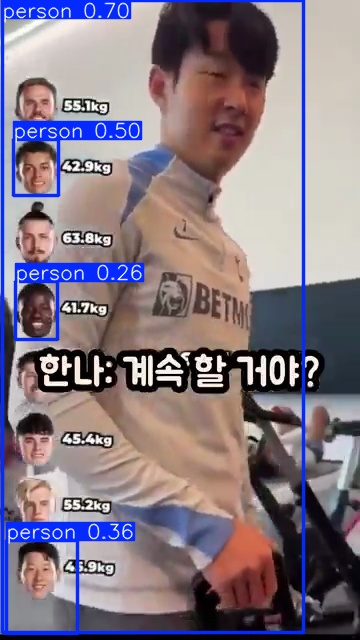 person 0.70
55.1kg
person 0.50
42.9kg
63.8kg
person 0.26
41.7kg
BETM
한나: 계속 할 거야?
45.4kg
55.2kg
person 0.36